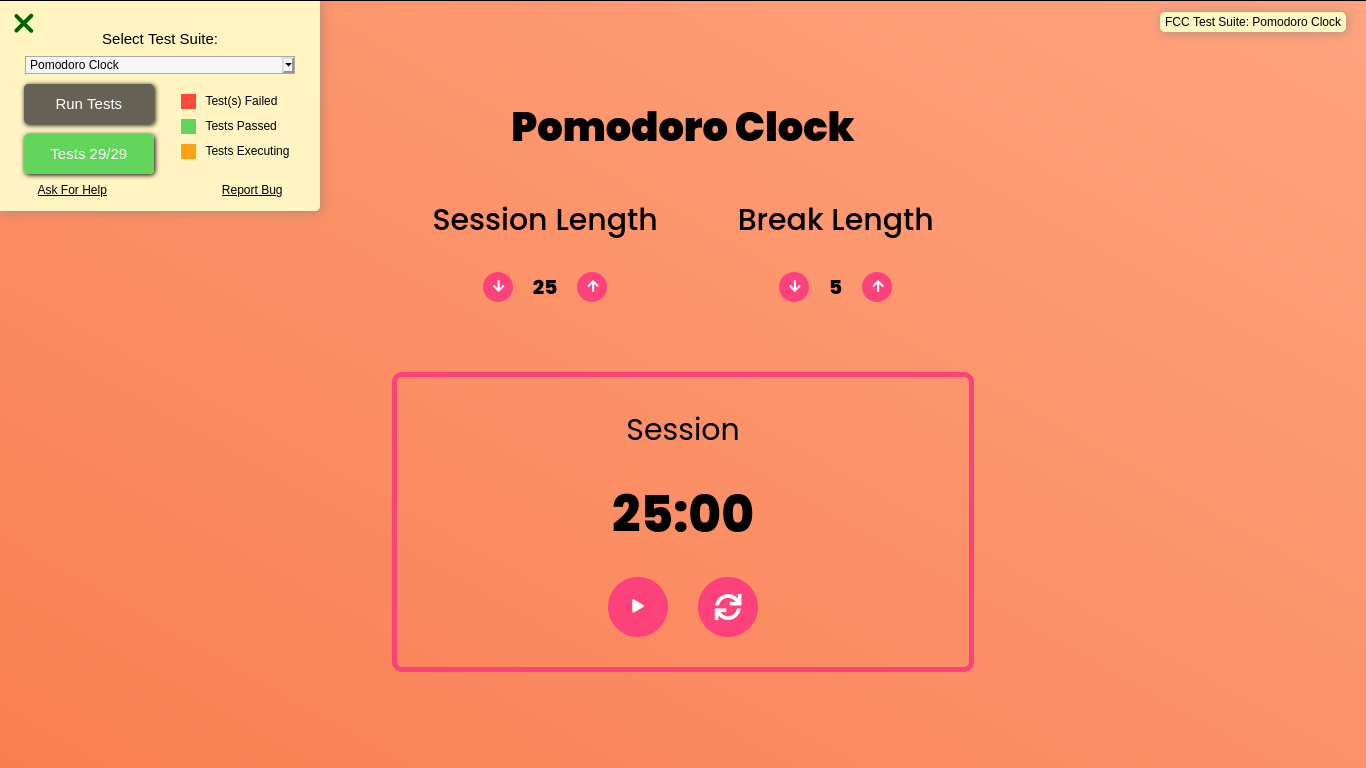 Select Test Suite:
Pomodoro Clock
Run Tests
Tests 29/29
Test(s) Failed
Tests Passed
Tests Executing
Ask For Help
Report Bug
FCC Test Suite: Pomodoro Clock
Pomodoro Clock
Session Length
25
Break Length
5
Session
25:00